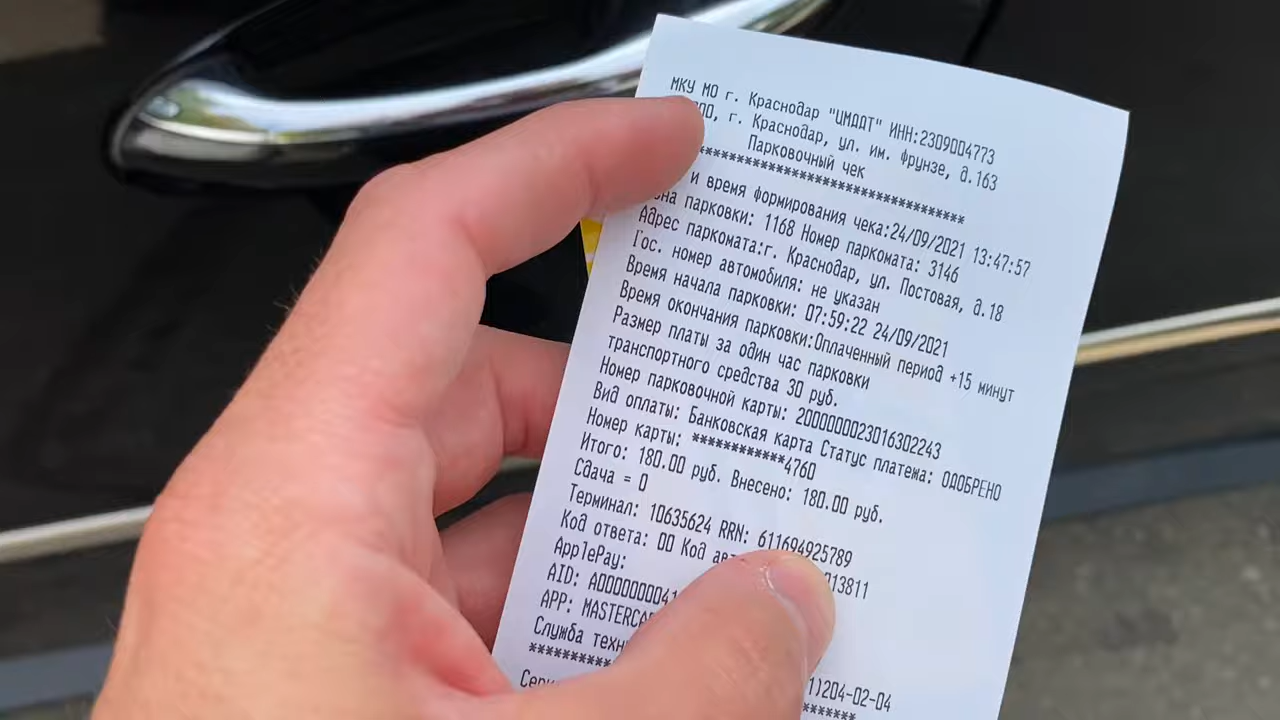 МКУ МО г. Краснодар "ЦМДДТ" ИНН:2309004773
г. Краснодар, ул. им. Фрунзе, д.163
Парковочный чек
*********************************
и время формирования чека:24/09/2021 13:47:57
парковки: 1168 Номер паркомата: 3146
Адрес паркомата:г. Краснодар, ул. Постовая, д.18
Гос. номер автомобиля: не указан
Время начала парковки: 07:59:22 24/09/2021
Время окончания парковки:Оплаченный период +15 минут
Размер платы за один час парковки
транспортного средства 30 руб.
Номер парковочной карты: 20000000023016302243
Вид оплаты: Банковская карта Статус платежа: ОДОБРЕНО
Номер карты: ************4760
Итого: 180.00 руб. Внесено: 180.00 руб.
Сдача = 0
Терминал: 10635624 RRN: 611694925789
Код ответа: 00 Код
ApplePay:
AID:
APP:
Служба
204-02-04